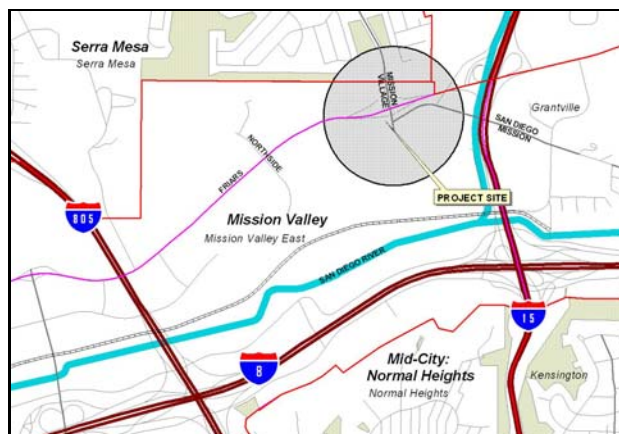 Serra Mesa
Serra Mesa
MISSION
VILLAGE
Grantville
SAN DIEGO
MISSION
NORTHSIDE
FRIARS
PROJECT SITE
805
Mission Valley
Mission Valley East
SAN DIEGO RIVER
15
8
Mid-City:
Normal Heights
Normal Heights
Kensington